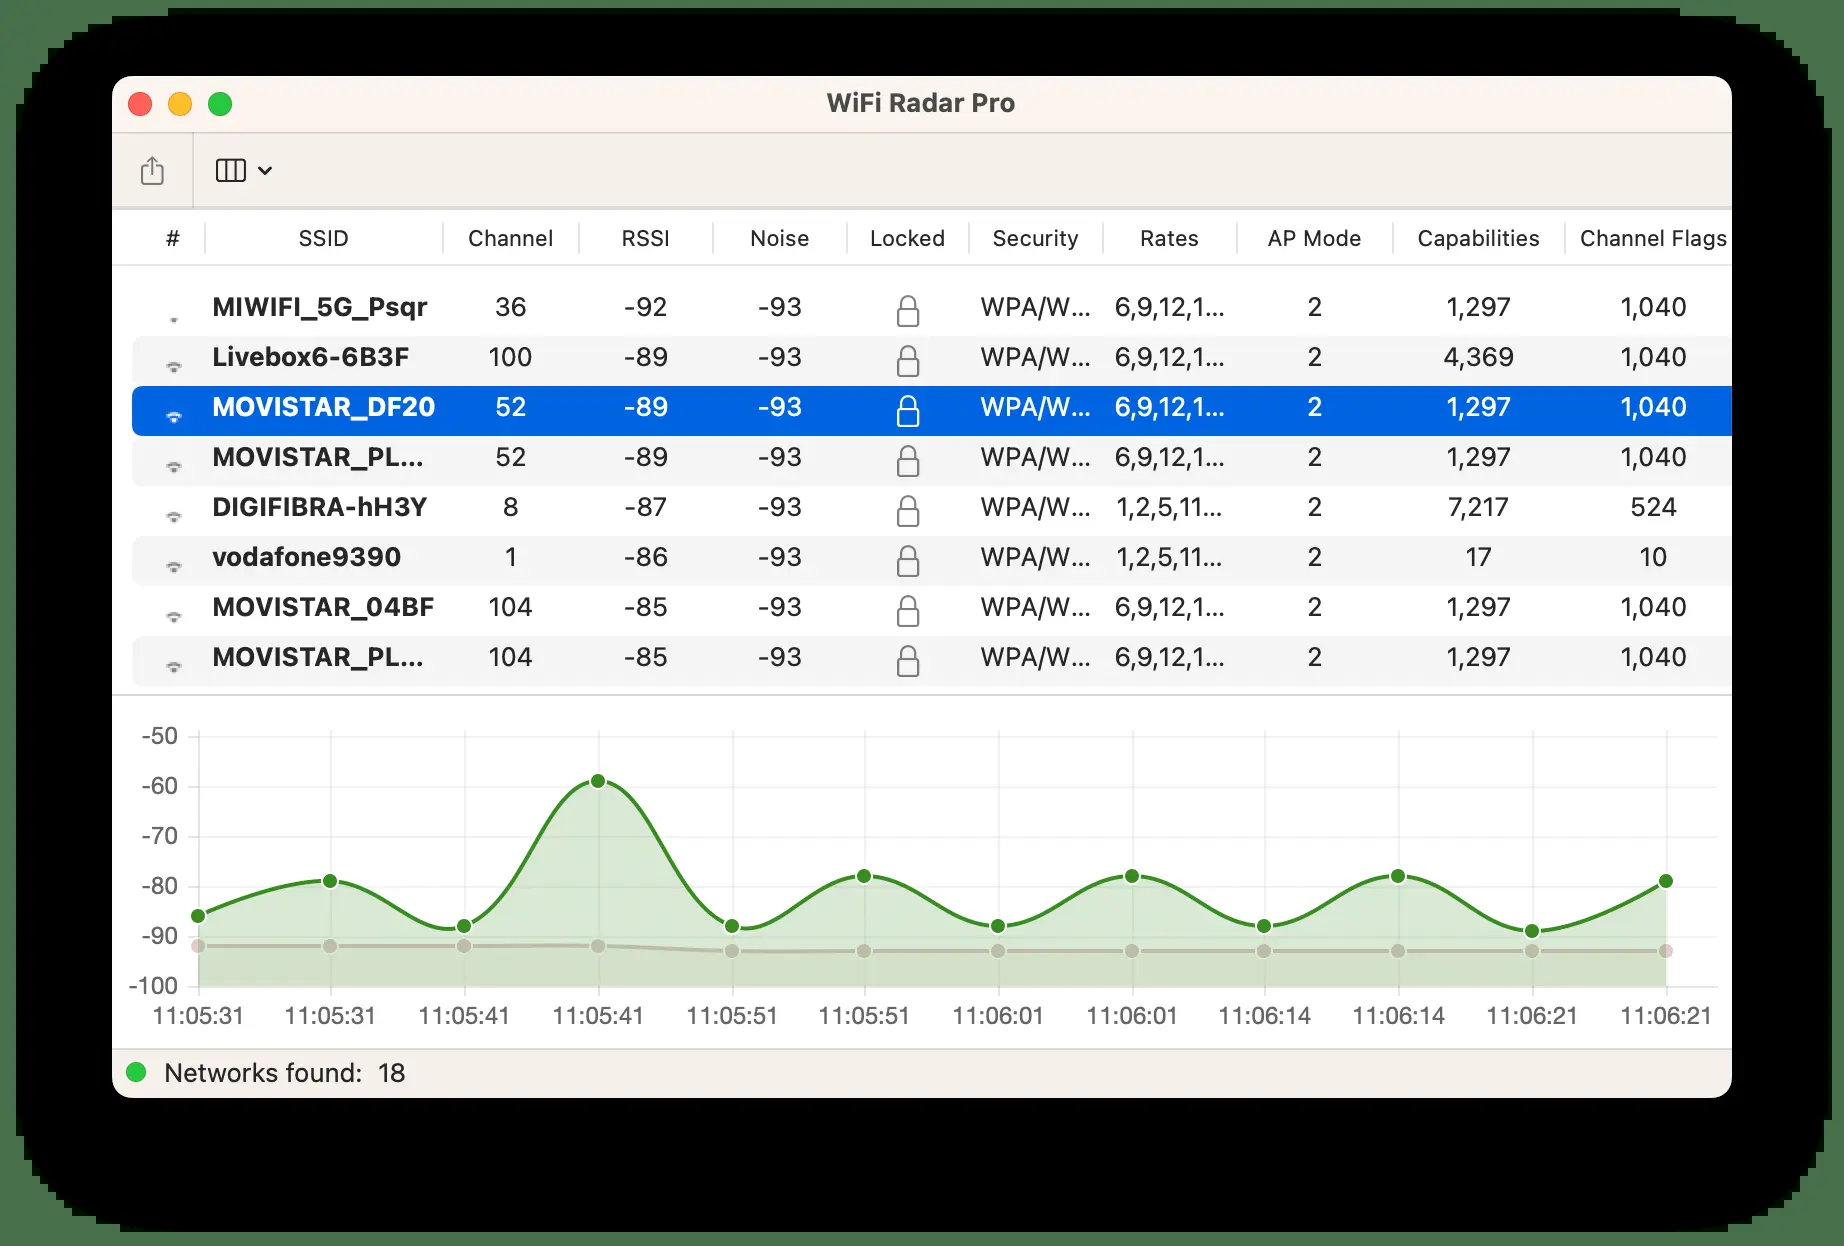 WiFi Radar Pro
# SSID Channel RSSI Noise Locked Security Rates AP Mode Capabilities Channel Flags
MIWIFI_5G_Psqr 36 -92 -93 WPA/W... 6,9,12,1... 2 1,297 1,040
Livebox6-6B3F 100 -89 -93 WPA/W... 6,9,12,1... 2 4,369 1,040
MOVISTAR_DF20 52 -89 -93 WPA/W... 6,9,12,1... 2 1,297 1,040
MOVISTAR_PL... 52 -89 -93 WPA/W... 6,9,12,1... 2 1,297 1,040
DIGIFIBRA-hH3Y 8 -87 -93 WPA/W... 1,2,5,11... 2 7,217 524
vodafone9390 1 -86 -93 WPA/W... 1,2,5,11... 2 17 10
MOVISTAR_04BF 104 -85 -93 WPA/W... 6,9,12,1... 2 1,297 1,040
MOVISTAR_PL... 104 -85 -93 WPA/W... 6,9,12,1... 2 1,297 1,040
-50
-60
-70
-80
-90
-100
11:05:31 11:05:31 11:05:41 11:05:41 11:05:51 11:05:51 11:06:01 11:06:01 11:06:14 11:06:14 11:06:21 11:06:21
Networks found: 18